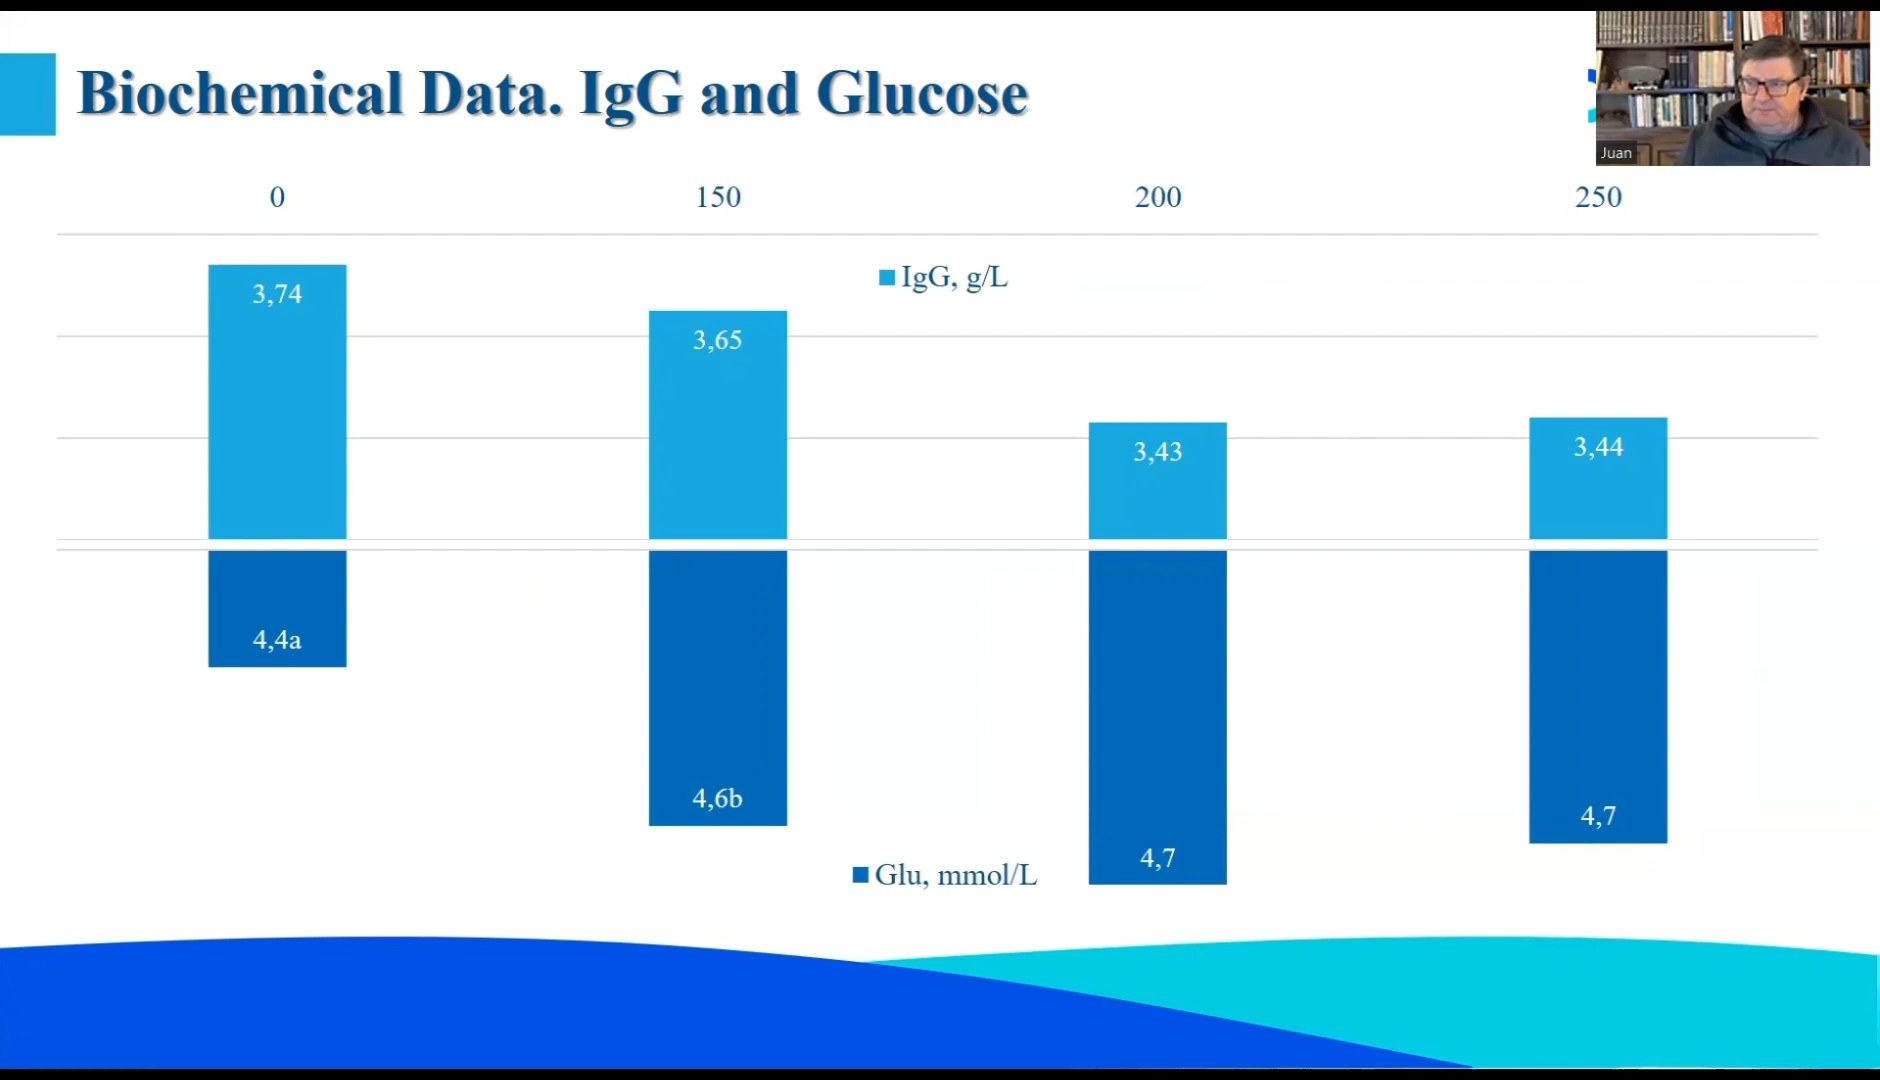 Biochemical Data. IgG and Glucose
Juan
0 150 200 250
IgG, g/L
3,74
3,65
3,43
3,44
4,4a
4,6b
4,7
4,7
Glu, mmol/L